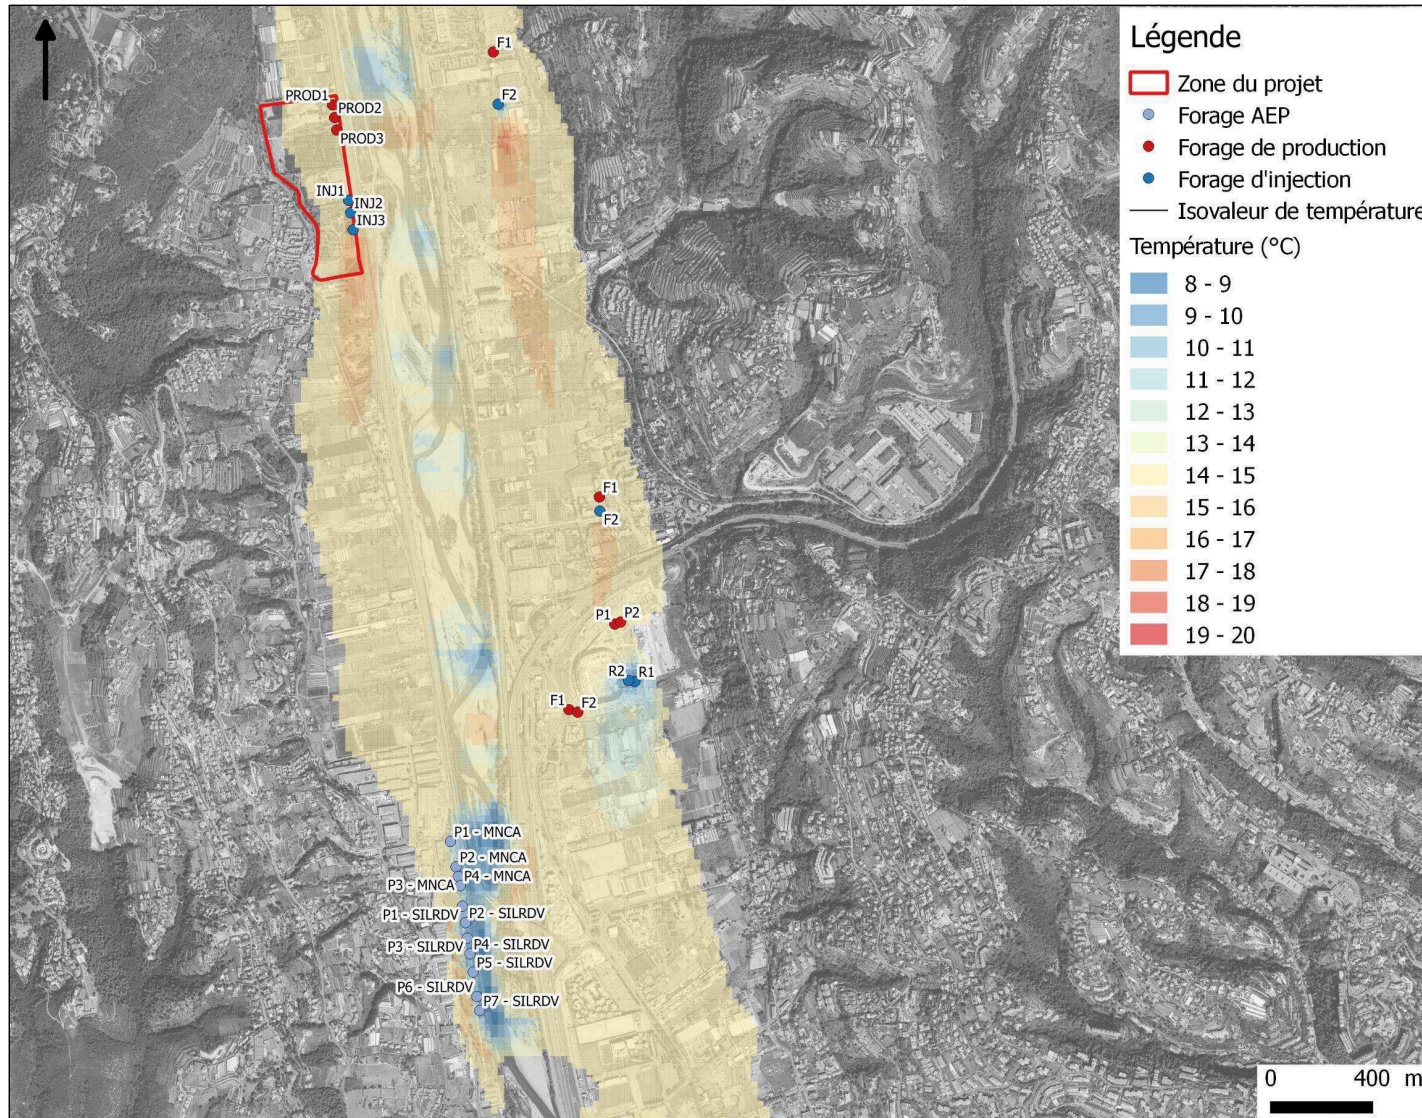 F1
F2
PROD1
PROD2
PROD3
INJ1
INJ2
INJ3
F1
F2
P1
P2
R2
R1
F1
F2
P1 - MNCA
P2 - MNCA
P4 - MNCA
P3 - MNCA
P1 - SILRDV
P2 - SILRDV
P3 - SILRDV
P4 - SILRDV
P5 - SILRDV
P6 - SILRDV
P7 - SILRDV
Légende
Zone du projet
Forage AEP
Forage de production
Forage d'injection
Isovaleur de température
Température (°C)
8 - 9
9 - 10
10 - 11
11 - 12
12 - 13
13 - 14
14 - 15
15 - 16
16 - 17
17 - 18
18 - 19
19 - 20
0 400 m